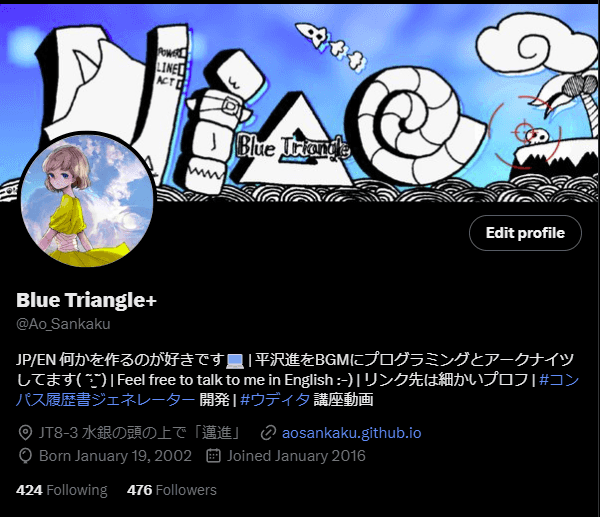 POWER
LINE
ACT
Blue Triangle
Edit profile
Blue Triangle+
@Ao_Sankaku
JP/EN 何かを作るのが好きです💻 | 平沢進をBGMにプログラミングとアークナイツ
してます( ˘͈ ᵕ ˘͈ ) | Feel free to talk to me in English :-) | リンク先は細かいプロフ | #コン
パス履歴書ジェネレーター 開発 | #ウディタ 講座動画
JT8-3 水銀の頭の上で「邁進」 aosankaku.github.io
Born January 19, 2002 Joined January 2016
424 Following 476 Followers